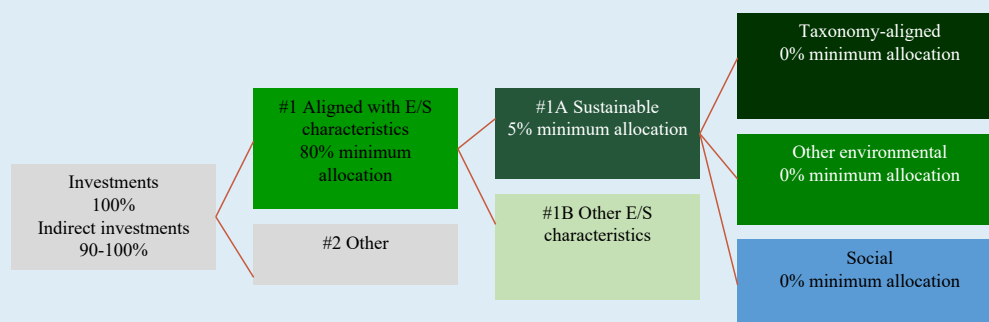 Investments
100%
Indirect investments
90-100%
#1 Aligned with E/S
characteristics
80% minimum
allocation
#2 Other
#1A Sustainable
5% minimum allocation
#1B Other E/S
characteristics
Taxonomy-aligned
0% minimum allocation
Other environmental
0% minimum allocation
Social
0% minimum allocation